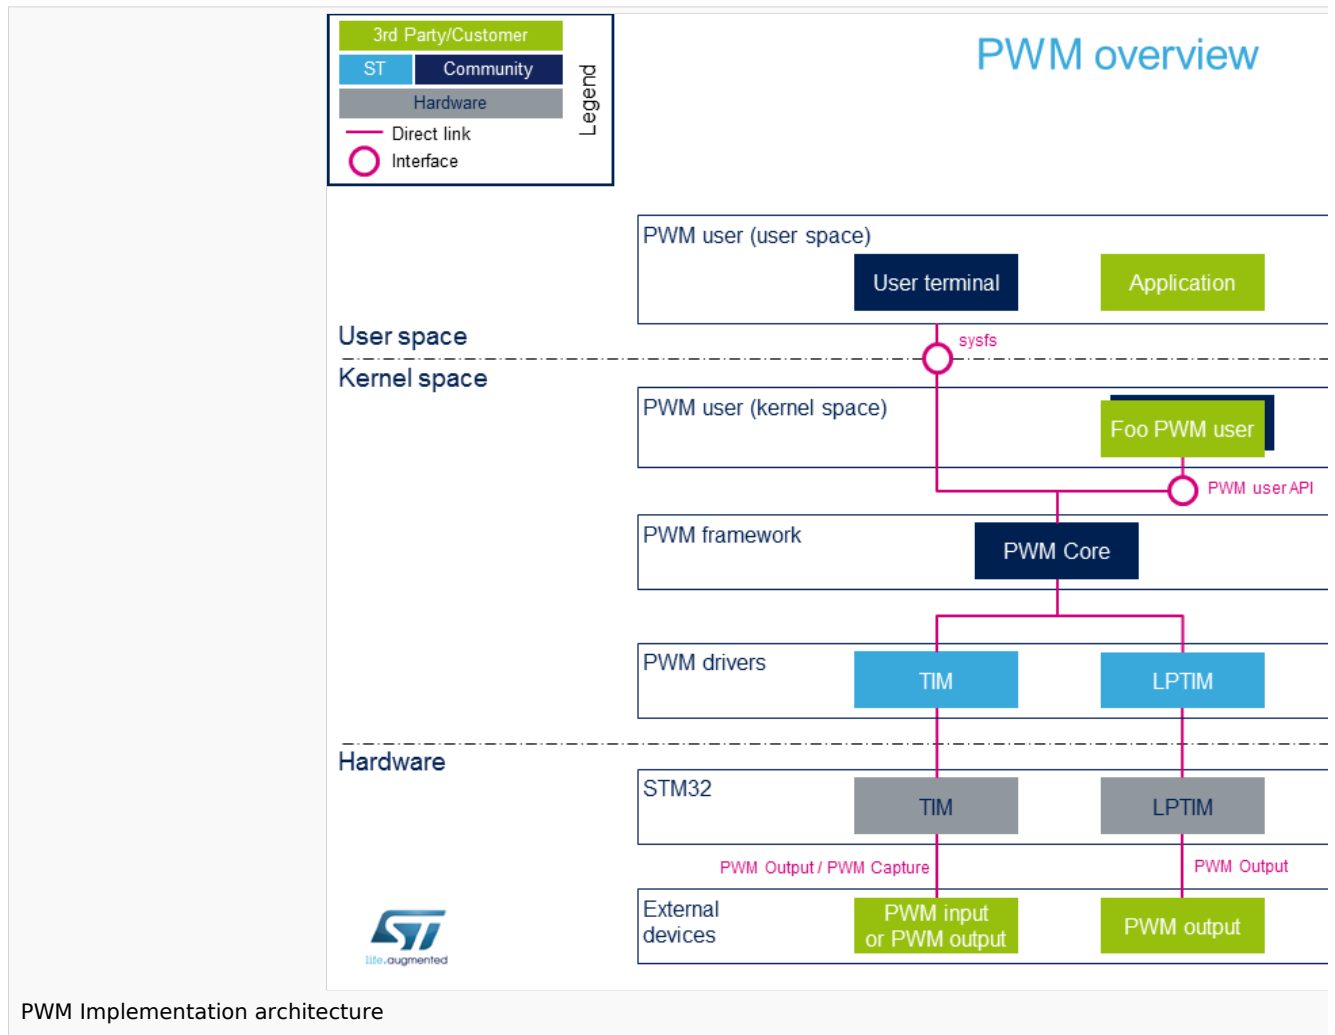 3rd Party/Customer
ST
Community
Hardware
Direct link
Interface
Legend
PWM overview
PWM user (user space)
User terminal
Application
User space
sysfs
Kernel space
PWM user (kernel space)
Foo PWM user
PWM user API
PWM framework
PWM Core
PWM drivers
TIM
LPTIM
Hardware
STM32
TIM
LPTIM
PWM Output / PWM Capture
PWM Output
External
devices
PWM input
or PWM output
PWM output
ST
life.augmented
PWM Implementation architecture